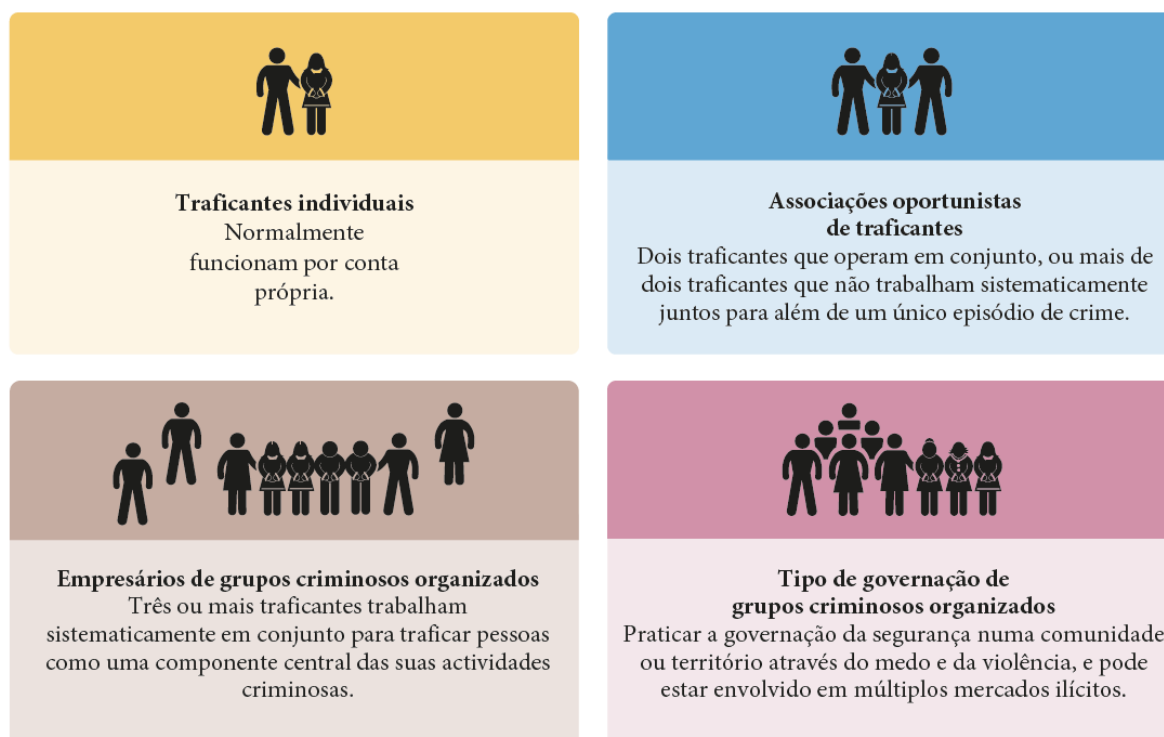 Traficantes individuais
Normalmente
funcionam por conta
própria.
Associações oportunistas
de traficantes
Dois traficantes que operam em conjunto, ou mais de
dois traficantes que não trabalham sistematicamente
juntos para além de um único episódio de crime.
Empresários de grupos criminosos organizados
Três ou mais traficantes trabalham
sistematicamente em conjunto para traficar pessoas
como uma componente central das suas actividades
criminosas.
Tipo de governação de
grupos criminosos organizados
Praticar a governação da segurança numa comunidade
ou território através do medo e da violência, e pode
estar envolvido em múltiplos mercados ilícitos.